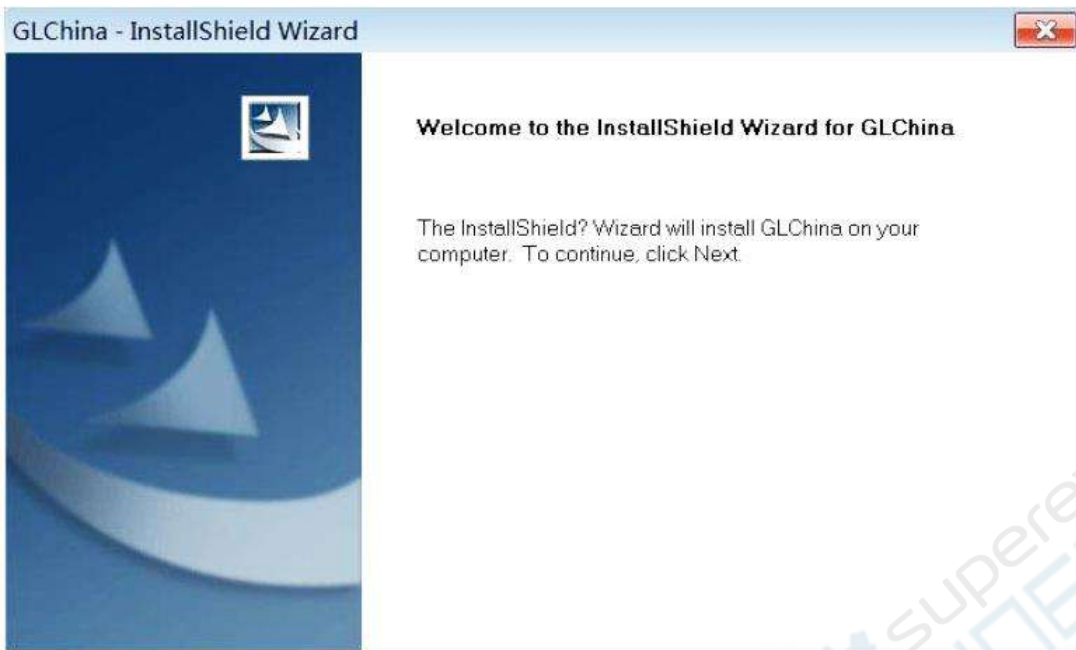 GLChina - InstallShield Wizard
Welcome to the InstallShield Wizard for GLChina
The InstallShield? Wizard will install GLChina on your
computer. To continue, click Next.